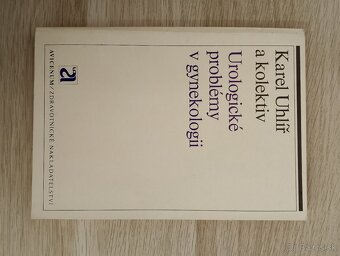 Karel Uhlíř
a kolektiv
Urologické
problémy
v gynekologii
AVICENUM/ZDRAVOTNICKÉ NAKLADATELSTVÍ